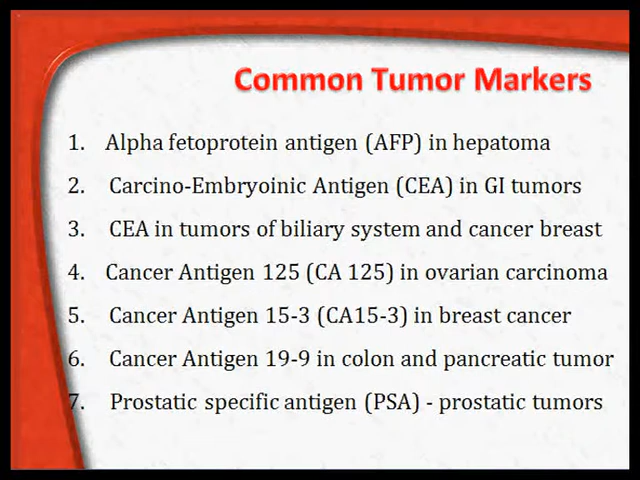 Common Tumor Markers
1. Alpha fetoprotein antigen (AFP) in hepatoma
2. Carcino-Embryoinic Antigen (CEA) in GI tumors
3. CEA in tumors of biliary system and cancer breast
4. Cancer Antigen 125 (CA 125) in ovarian carcinoma
5. Cancer Antigen 15-3 (CA15-3) in breast cancer
6. Cancer Antigen 19-9 in colon and pancreatic tumor
7. Prostatic specific antigen (PSA) - prostatic tumors